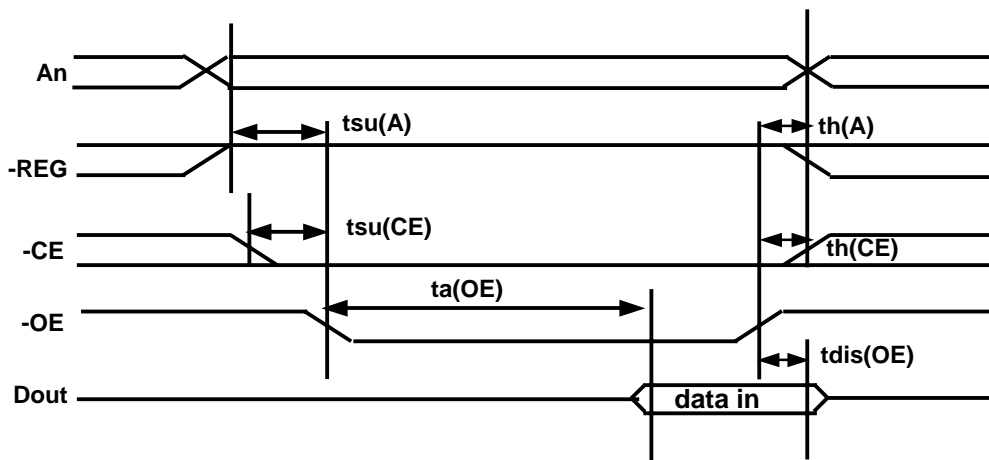 An
tsu(A)
th(A)
-REG
tsu(CE)
-CE
th(CE)
ta(OE)
-OE
tdis(OE)
Dout
data in